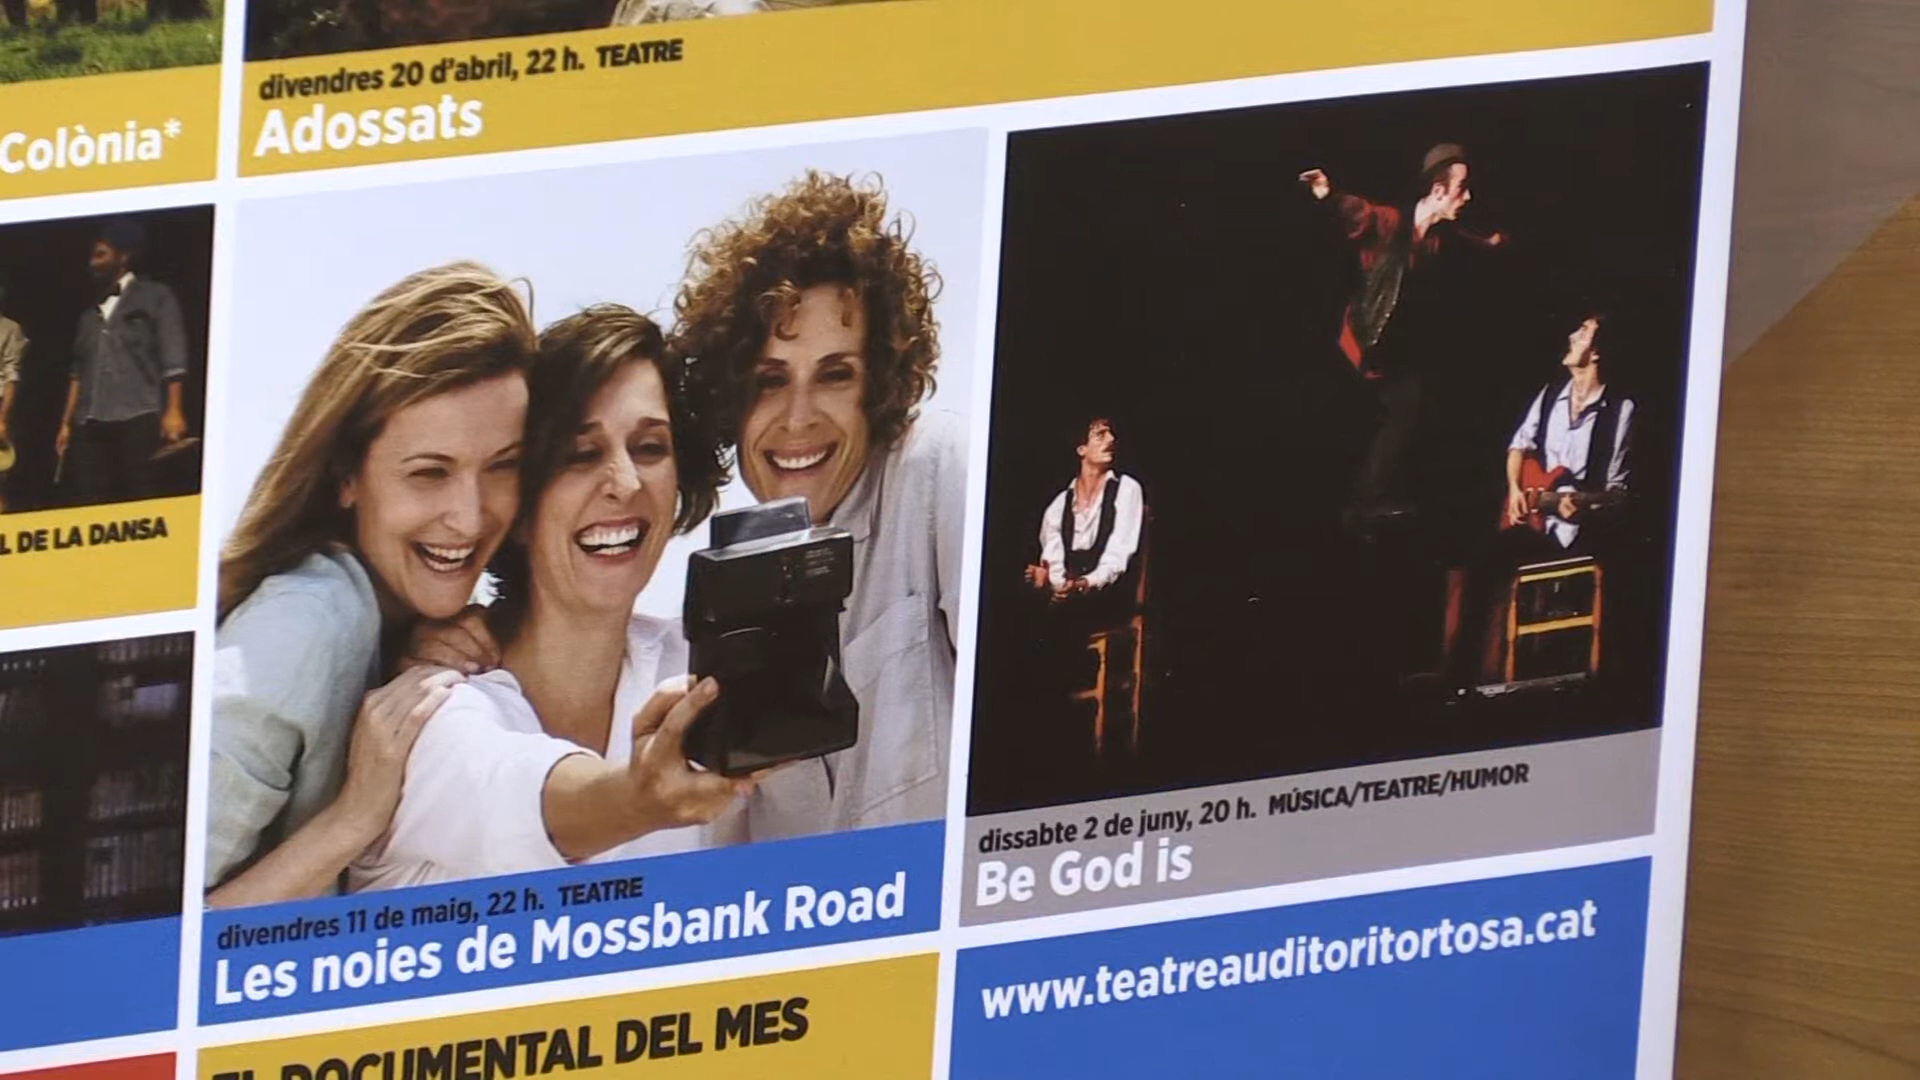 divendres 20 d'abril, 22 h. TEATRE
Adossats
Colònia*
DE LA DANSA
divendres 11 de maig, 22 h. TEATRE
Les noies de Mossbank Road
dissabte 2 de juny, 20 h. MÚSICA/TEATRE/HUMOR
Be God is
www.teatreauditoritortosa.cat
EL DOCUMENTAL DEL MES